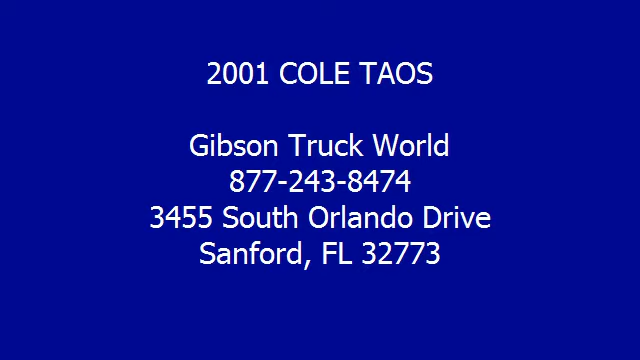 2001 COLE TAOS
Gibson Truck World
877-243-8474
3455 South Orlando Drive
Sanford, FL 32773